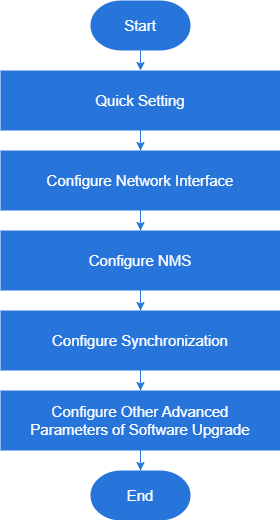 Start
Quick Setting
Configure Network Interface
Configure NMS
Configure Synchronization
Configure Other Advanced
Parameters of Software Upgrade
End